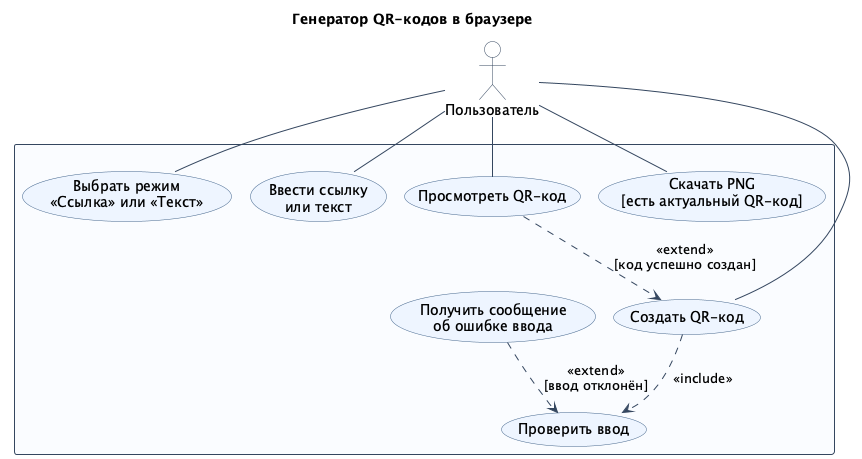 Генератор QR-кодов в браузере
Пользователь
Выбрать режим
«Ссылка» или «Текст»
Ввести ссылку
или текст
Просмотреть QR-код
Скачать PNG
[есть актуальный QR-код]
«extend»
[код успешно создан]
Получить сообщение
об ошибке ввода
Создать QR-код
«extend»
[ввод отклонён]
«include»
Проверить ввод